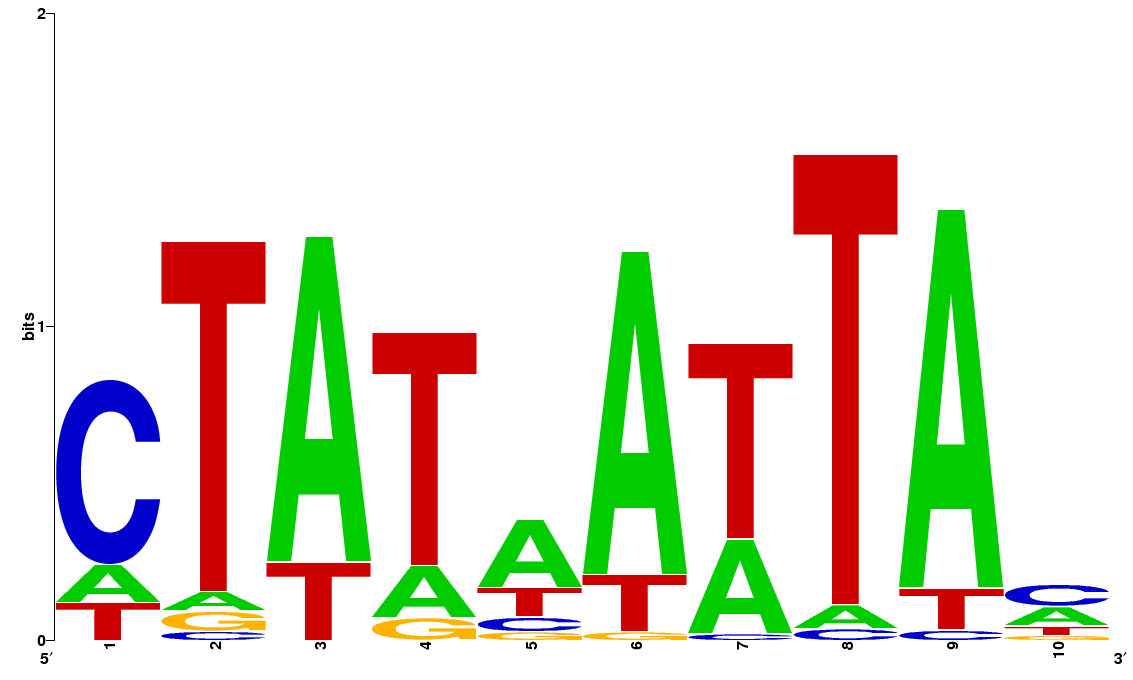 2
bits
1
0
C T A T A A T T A C
A A T A T T A A T A
T G G C G C C C T
C G G
1 2 3 4 5 6 7 8 9 10
5′ 3′